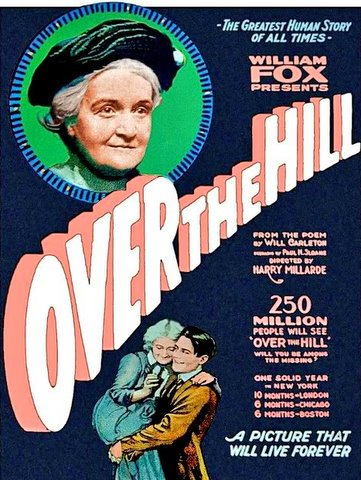 -THE GREATEST HUMAN STORY
OF ALL TIMES-
WILLIAM
FOX
PRESENTS
OVER THE HILL
FROM THE POEM
BY WILL CARLETON
SCENARIO BY PAUL H. SLOANE
DIRECTED BY
HARRY MILLARDE
250
MILLION
PEOPLE WILL SEE
"OVER THE HILL"
WILL YOU BE AMONG
THE MISSING?
ONE SOLID YEAR
IN NEW YORK
10 MONTHS-LONDON
6 MONTHS-CHICAGO
6 MONTHS-BOSTON
A PICTURE THAT
WILL LIVE FOREVER